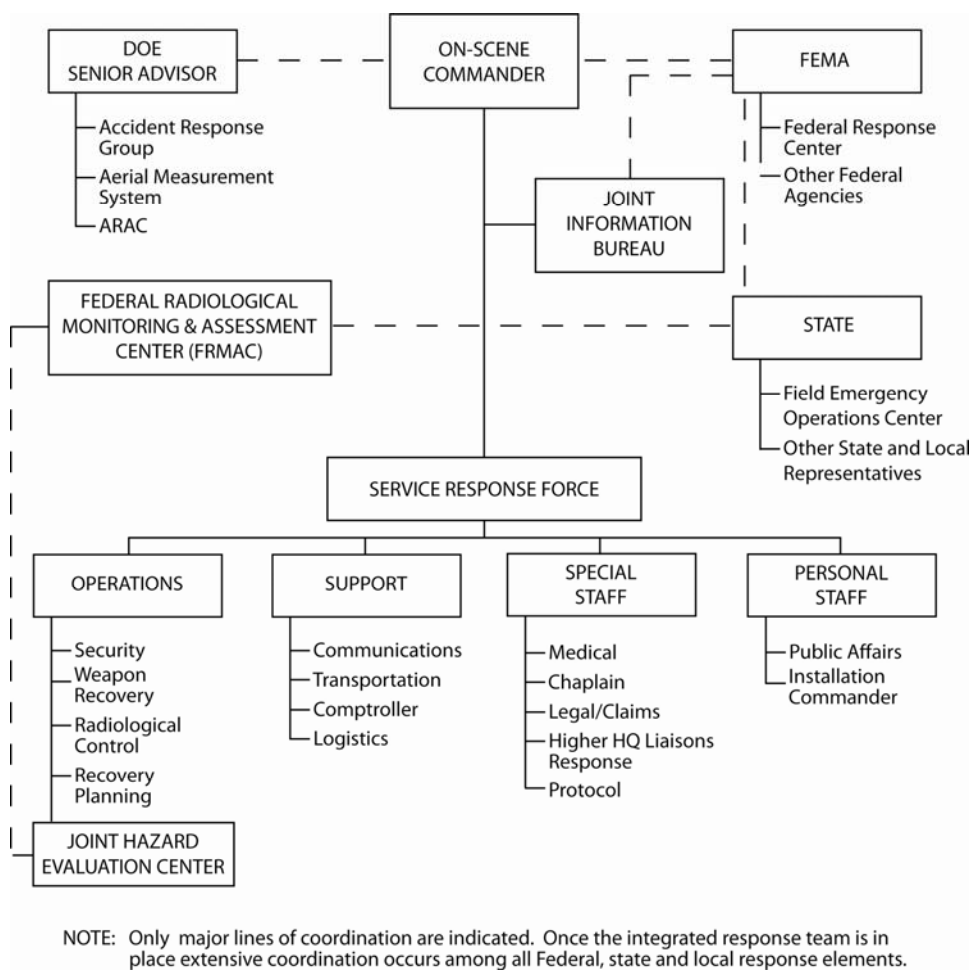 DOE
SENIOR ADVISOR
Accident Response
Group
Aerial Measurement
System
ARAC
ON-SCENE
COMMANDER
FEMA
Federal Response
Center
Other Federal
Agencies
JOINT
INFORMATION
BUREAU
FEDERAL RADIOLOGICAL
MONITORING & ASSESSMENT
CENTER (FRMAC)
STATE
Field Emergency
Operations Center
Other State and Local
Representatives
SERVICE RESPONSE FORCE
OPERATIONS
Security
Weapon
Recovery
Radiological
Control
Recovery
Planning
JOINT HAZARD
EVALUATION CENTER
SUPPORT
Communications
Transportation
Comptroller
Logistics
SPECIAL
STAFF
Medical
Chaplain
Legal/Claims
Higher HQ Liaisons
Response
Protocol
PERSONAL
STAFF
Public Affairs
Installation
Commander
NOTE: Only major lines of coordination are indicated. Once the integrated response team is in
place extensive coordination occurs among all Federal, state and local response elements.